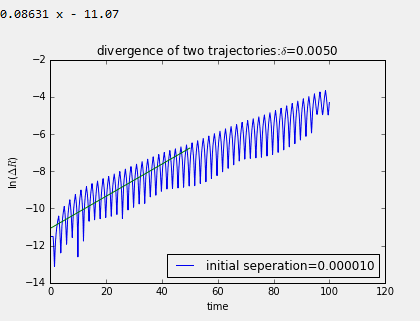 0.08631 x - 11.07
divergence of two trajectories:δ=0.0050
−2
−4
−6
−8
−10
−12
−14
ln(ΔR)
initial seperation=0.000010
0 20 40 60 80 100 120
time